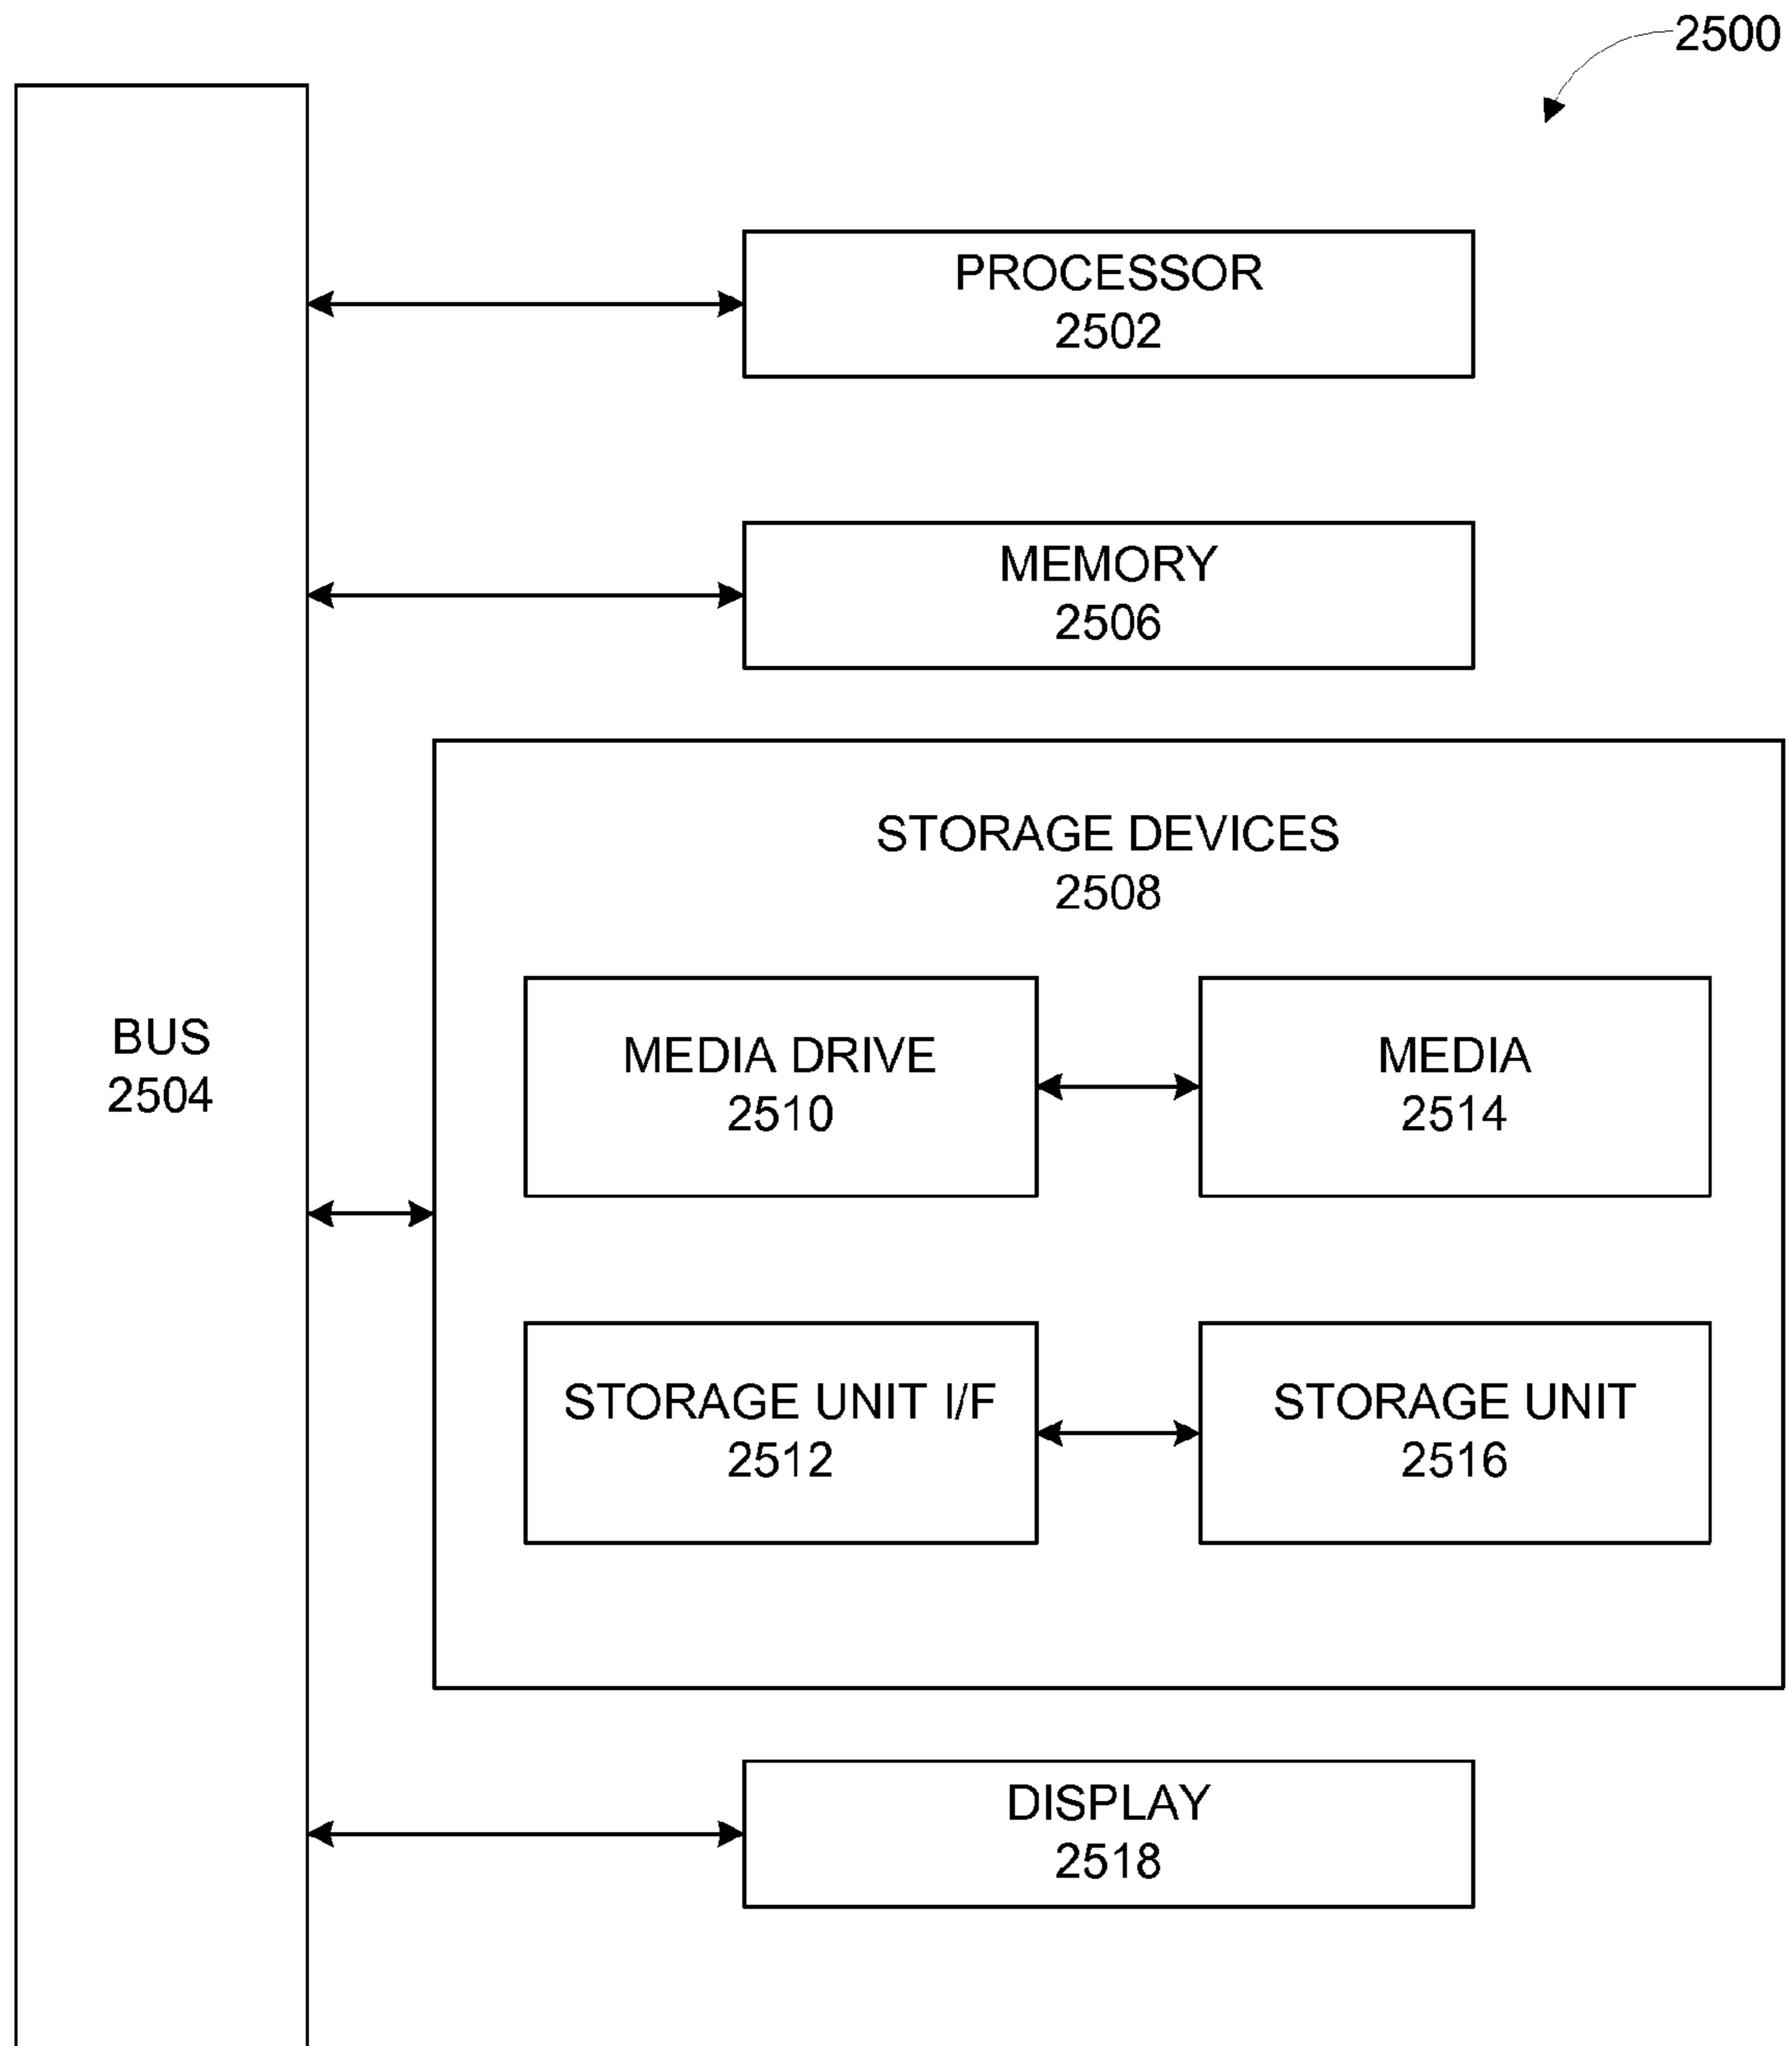 2500
PROCESSOR
2502
MEMORY
2506
STORAGE DEVICES
2508
BUS
2504
MEDIA DRIVE
2510
MEDIA
2514
STORAGE UNIT I/F
2512
STORAGE UNIT
2516
DISPLAY
2518